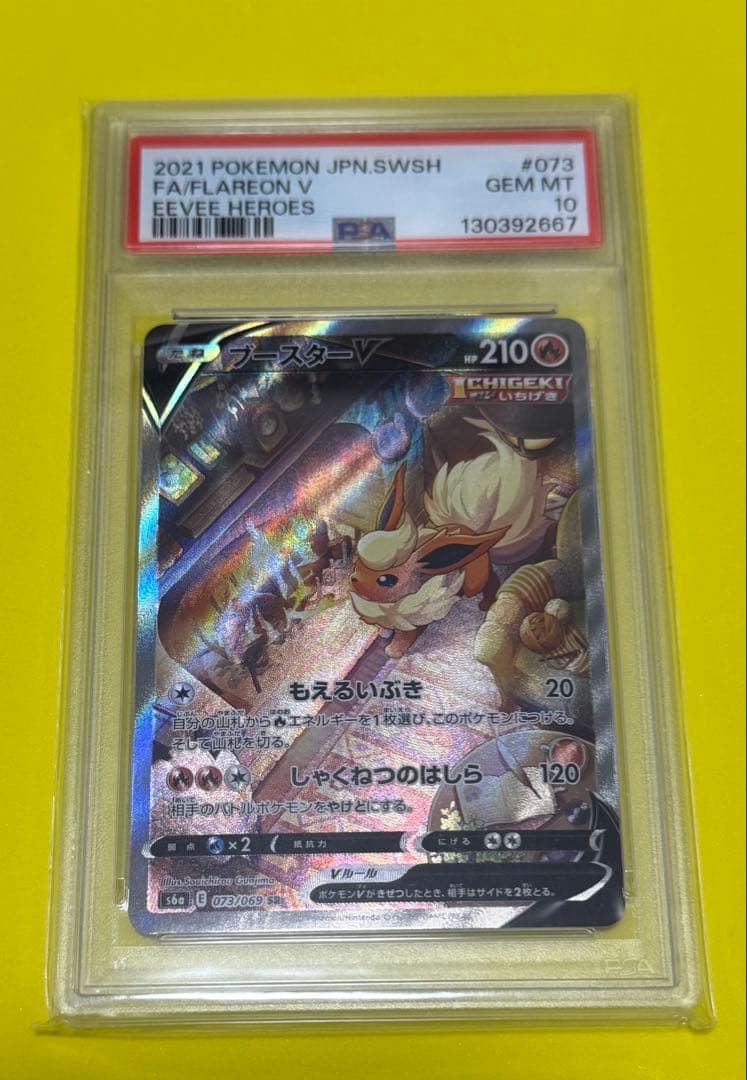 2021 POKEMON JPN.SWSH #073
FA/FLAREON V GEM MT
EEVEE HEROES 10
PSA 130392667
たね ブースターV HP 210
ICHIGEKI
いちげき
もえるいぶき 20
自分の山札から エネルギーを1枚選び、このポケモンにつける。
そして山札を切る。
しゃくねつのはしら 120
相手のバトルポケモンをやけどにする。
弱点 ×2 抵抗力 にげる
Illus. Souichirou Gunjima Vルール
ポケモンVがきぜつしたとき、相手はサイドを2枚とる。
s6a E 073/069 SR
PSA